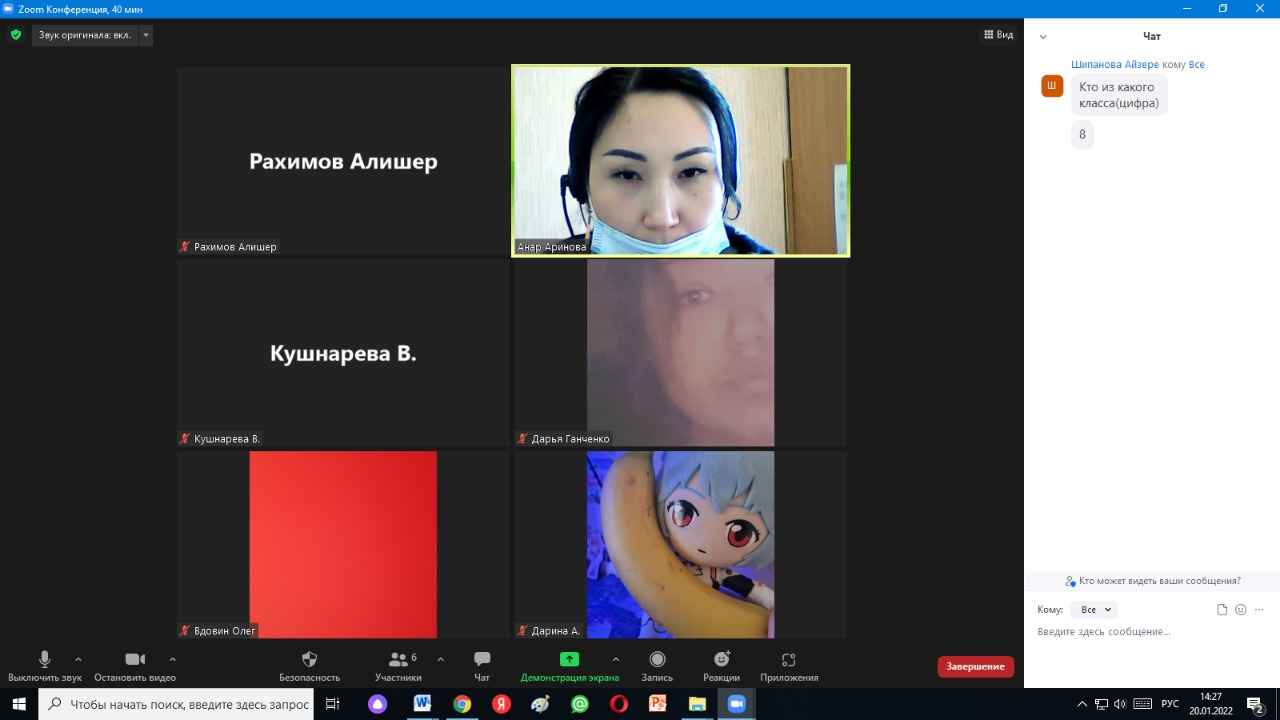 Zoom Конференция, 40 мин
Звук оригинала: вкл.
Вид
Рахимов Алишер
Рахимов Алишер
Анар Аринова
Кушнарева В.
Кушнарева В.
Дарья Ганченко
Вдовин Олег
Дарина А.
Чат
Шипанова Айзере кому Все
Ш
Кто из какого
класса(цифра)
8
Кто может видеть ваши сообщения?
Кому:
Все
Введите здесь сообщение...
Выключить звук
Остановить видео
Безопасность
6
Участники
Чат
Демонстрация экрана
Запись
Реакции
Приложения
Завершение
Чтобы начать поиск, введите здесь запрос
РУС
14:27
20.01.2022
2